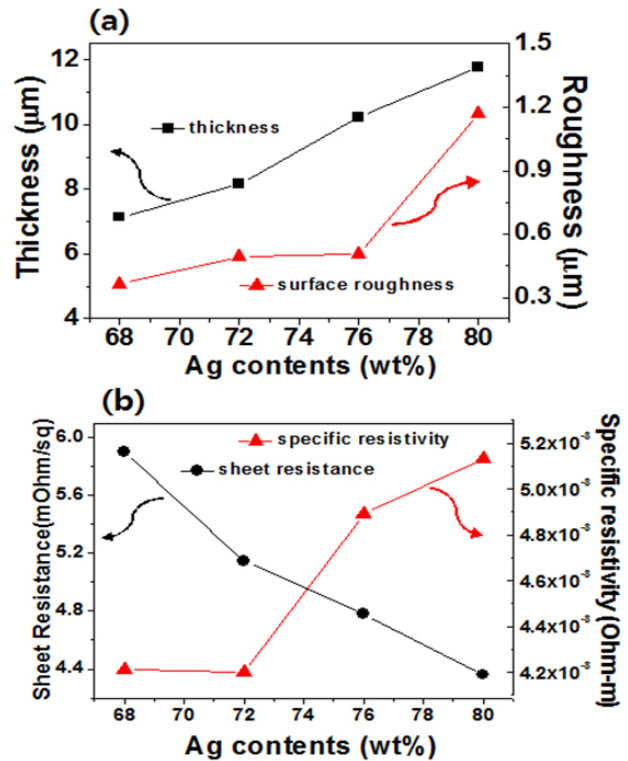 (a)
12
10
8
6
4
Thickness (μm)
thickness
surface roughness
1.5
1.2
0.9
0.6
0.3
Roughness (μm)
68 70 72 74 76 78 80
Ag contents (wt%)
(b)
6.0
5.6
5.2
4.8
4.4
Sheet Resistance(mOhm/sq)
specific resistivity
sheet resistance
5.2x10⁻⁸
5.0x10⁻⁸
4.8x10⁻⁸
4.6x10⁻⁸
4.4x10⁻⁸
4.2x10⁻⁸
Specific resistivity (Ohm-m)
68 70 72 74 76 78 80
Ag contents (wt%)